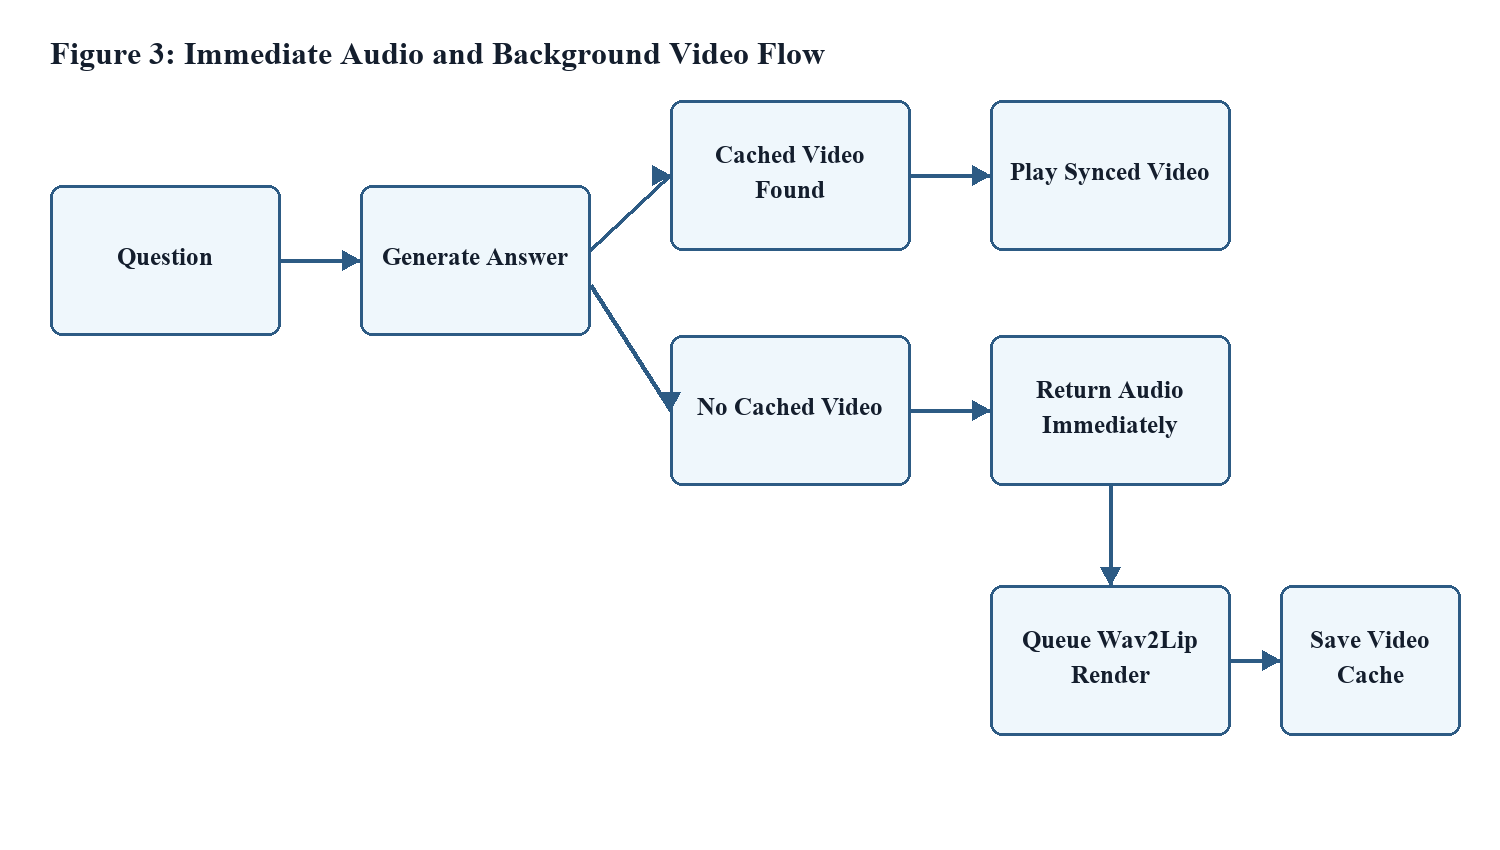 Figure 3: Immediate Audio and Background Video Flow
Question
Generate Answer
Cached Video
Found
Play Synced Video
No Cached Video
Return Audio
Immediately
Queue Wav2Lip
Render
Save Video
Cache